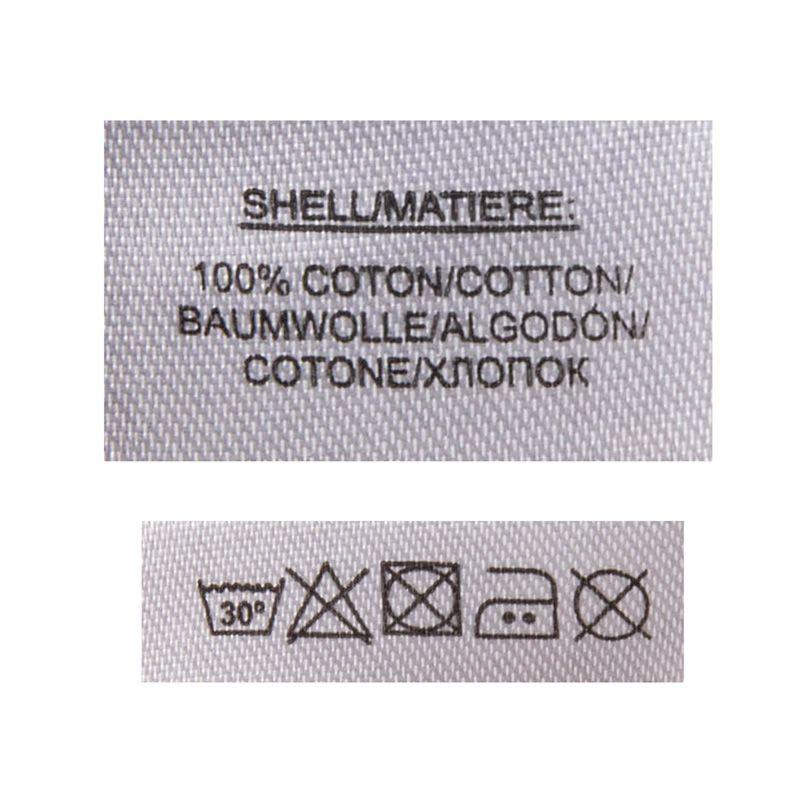 SHELL/MATIERE:
100% COTON/COTTON/
BAUMWOLLE/ALGODÓN/
COTONE/ХЛОПОК
30°